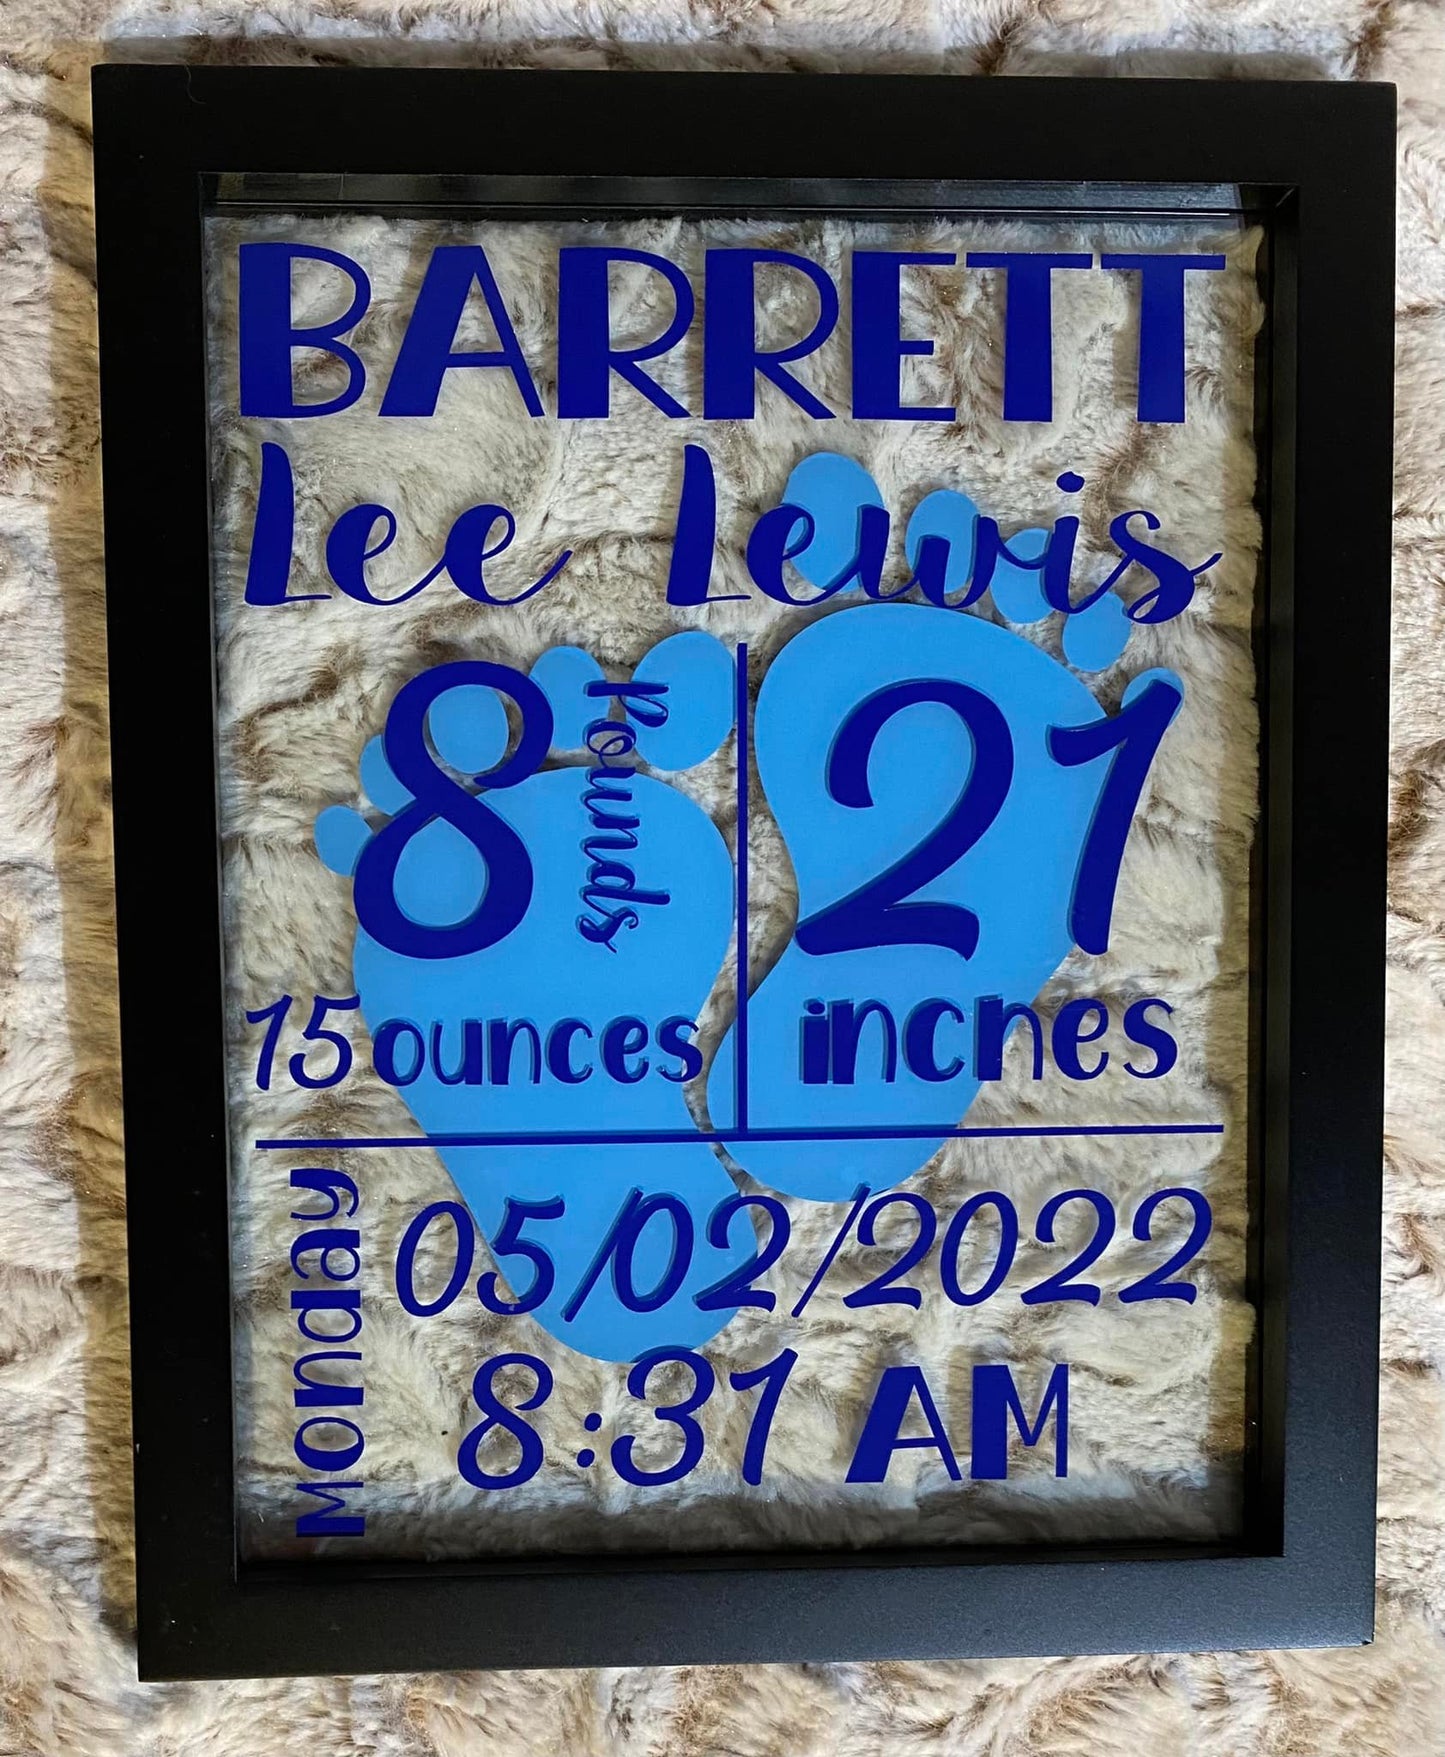 BARRETT
Lee Lewis
8 Pounds
15 ounces
21
inches
Monday
05/02/2022
8:31 AM